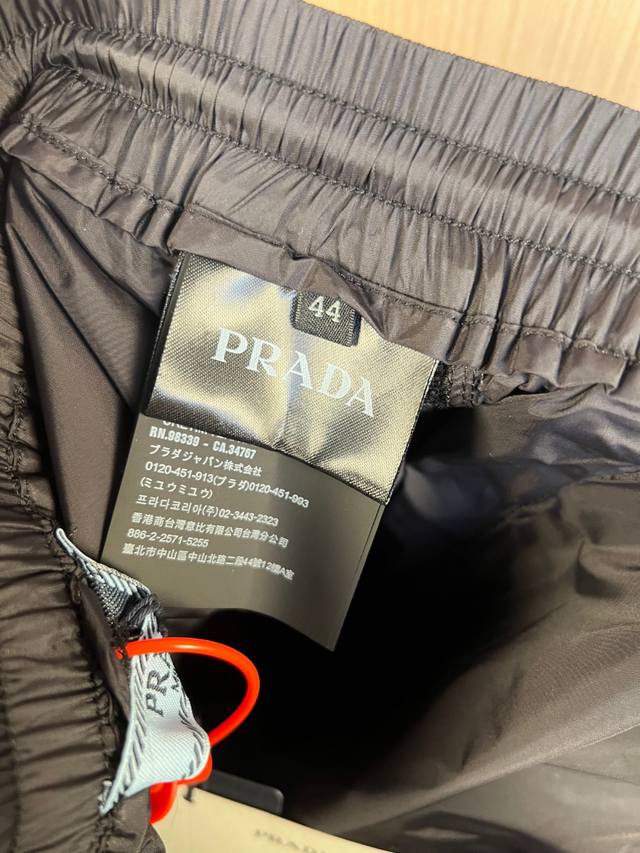 44
PRADA
RN.98339 - CA.34767
プラダジャパン株式会社
0120-451-913(プラダ)0120-451-993
(ミュウミュウ)
프라다코리아(주) 02-3443-2323
香港商台灣意比有限公司台灣分公司
886-2-2571-5255
臺北市中山區中山北路二段44號12樓A室
PR
PRADA